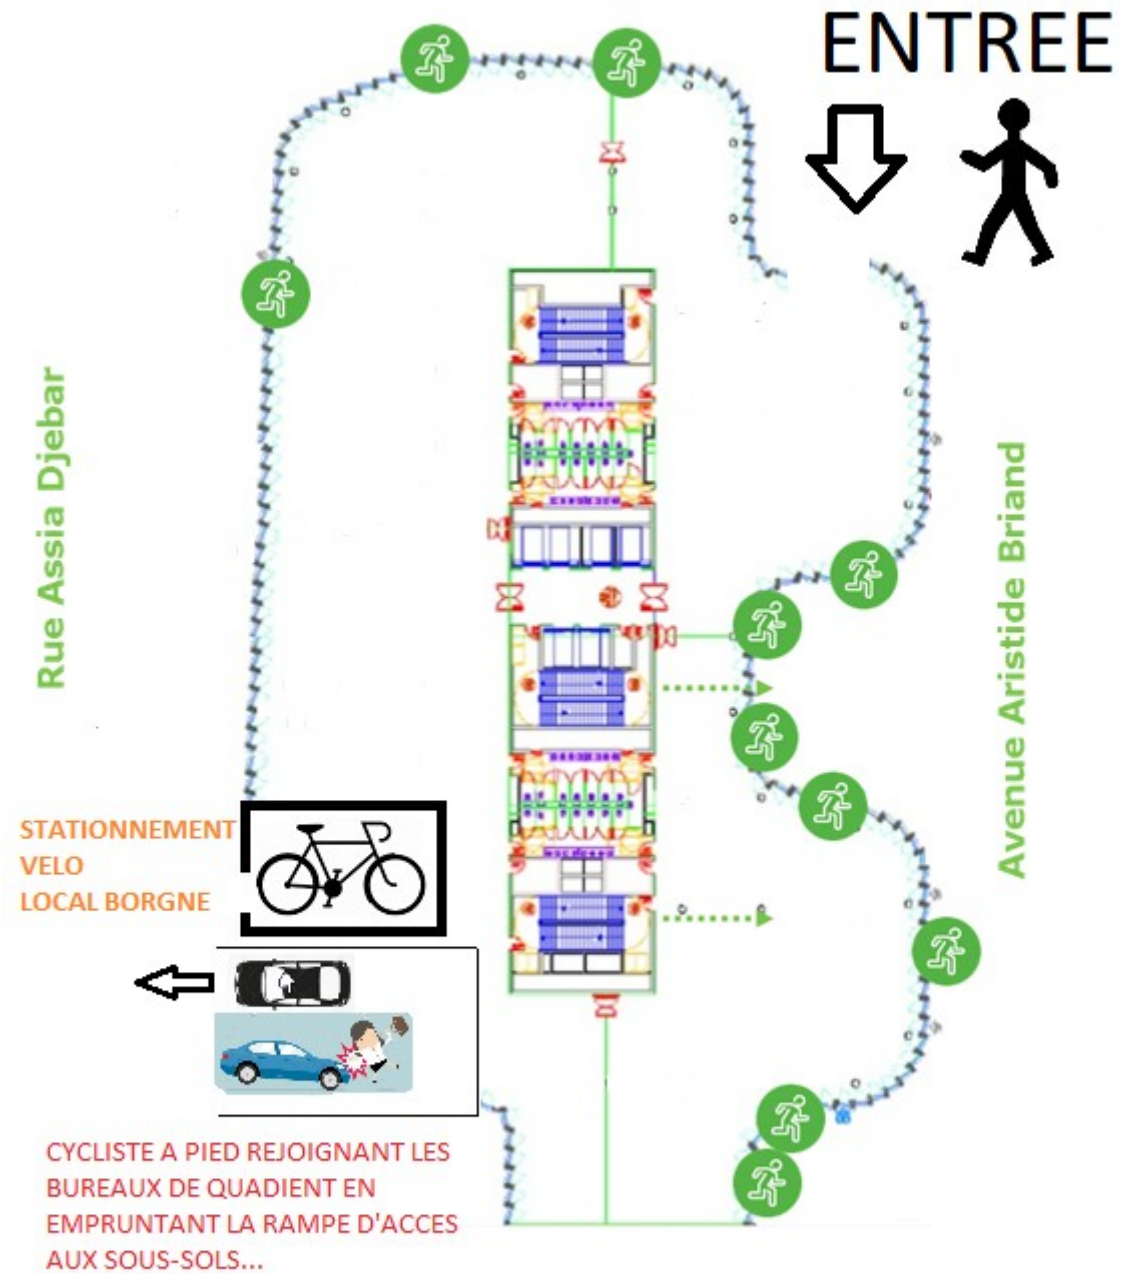 ENTREE
Rue Assia Djebar
Avenue Aristide Briand
STATIONNEMENT
VELO
LOCAL BORGNE
CYCLISTE A PIED REJOIGNANT LES
BUREAUX DE QUADIENT EN
EMPRUNTANT LA RAMPE D'ACCES
AUX SOUS-SOLS...